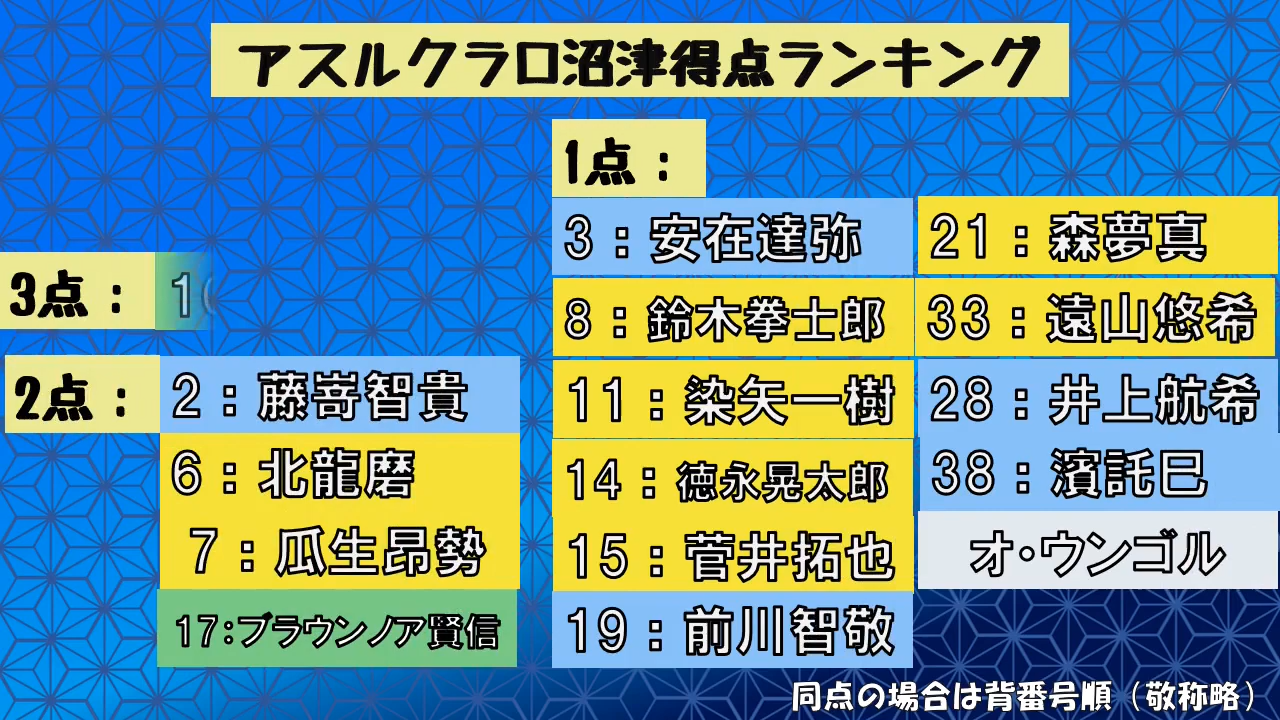 アスルクラロ沼津得点ランキング
3点：
2点：
2：藤嵜智貴
6：北龍磨
7：瓜生昂勢
17：ブラウンノア賢信
1点：
3：安在達弥
8：鈴木拳士郎
11：染矢一樹
14：徳永晃太郎
15：菅井拓也
19：前川智敬
21：森夢真
33：遠山悠希
28：井上航希
38：濱託巳
オ・ウンゴル
同点の場合は背番号順（敬称略）